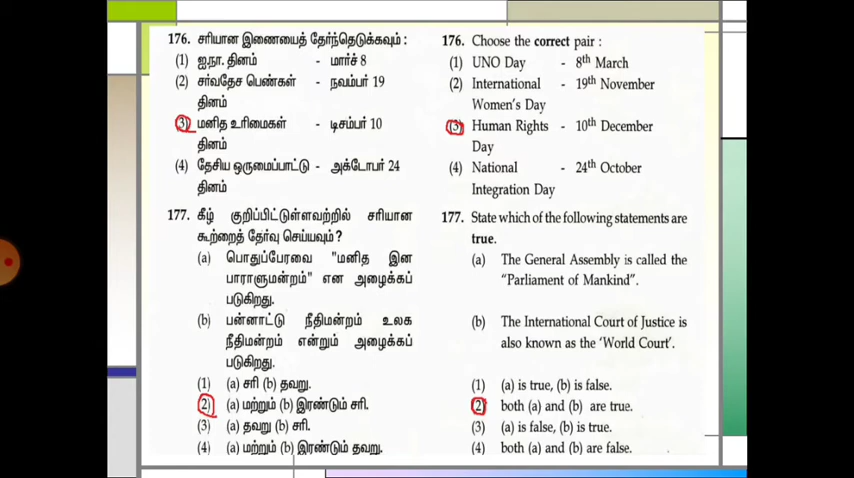 176. சரியான இணையைத் தேர்ந்தெடுக்கவும் :
(1) ஐ.நா. தினம் - மார்ச் 8
(2) சர்வதேச பெண்கள் - நவம்பர் 19
தினம்
(3) மனித உரிமைகள் - டிசம்பர் 10
தினம்
(4) தேசிய ஒருமைப்பாட்டு - அக்டோபர் 24
தினம்
177. கீழ் குறிப்பிட்டுள்ளவற்றில் சரியான
கூற்றைத் தேர்வு செய்யவும் ?
(a) பொதுப்பேரவை "மனித இன
பாராளுமன்றம்" என அழைக்கப்
படுகிறது.
(b) பன்னாட்டு நீதிமன்றம் உலக
நீதிமன்றம் என்றும் அழைக்கப்
படுகிறது.
(1) (a) சரி (b) தவறு.
(2) (a) மற்றும் (b) இரண்டும் சரி.
(3) (a) தவறு (b) சரி.
(4) (a) மற்றும் (b) இரண்டும் தவறு.
176. Choose the correct pair :
(1) UNO Day - 8th March
(2) International - 19th November
Women's Day
(3) Human Rights - 10th December
Day
(4) National - 24th October
Integration Day
177. State which of the following statements are
true.
(a) The General Assembly is called the
"Parliament of Mankind".
(b) The International Court of Justice is
also known as the 'World Court'.
(1) (a) is true, (b) is false.
(2) both (a) and (b) are true.
(3) (a) is false, (b) is true.
(4) both (a) and (b) are false.